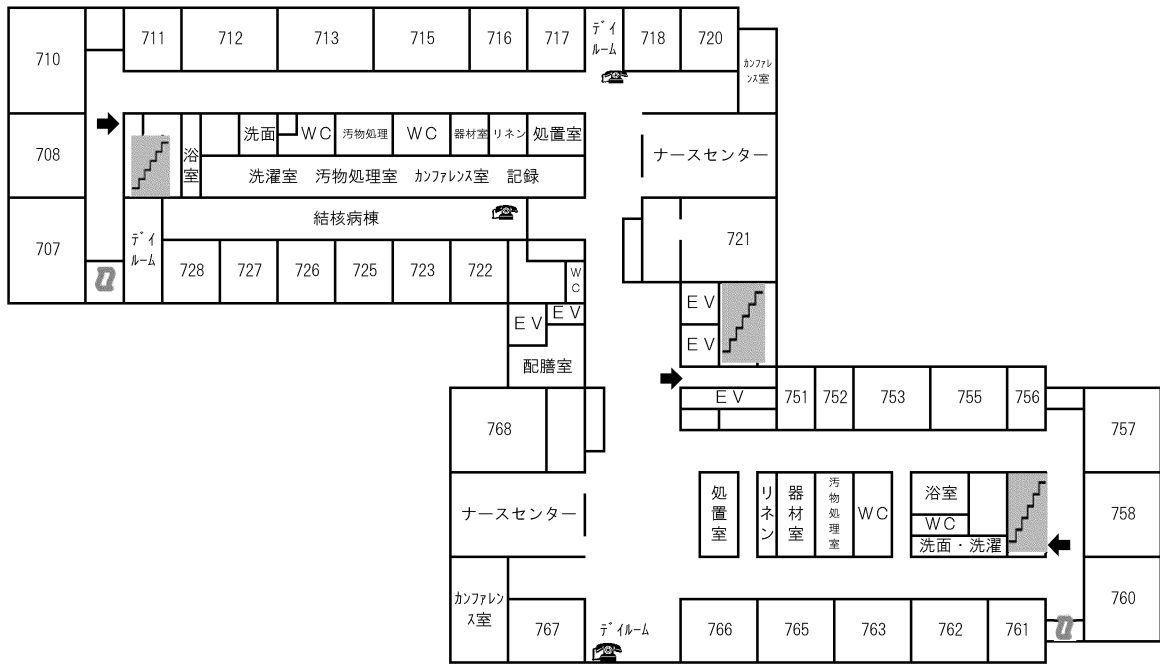 710
711
712
713
715
716
717
ﾃﾞｲ
ﾙｰﾑ
718
720
ｶﾝﾌｧﾚ
ﾝｽ室
708
浴
室
洗面
ＷＣ
汚物処理
ＷＣ
器材室
リネン
処置室
ナースセンター
洗濯室 汚物処理室 ｶﾝﾌｧﾚﾝｽ室 記録
707
ﾃﾞｲ
ﾙｰﾑ
結核病棟
721
728
727
726
725
723
722
Ｗ
Ｃ
ＥＶ
ＥＶ
ＥＶ
ＥＶ
配膳室
ＥＶ
751
752
753
755
756
757
768
ナースセンター
処
置
室
リ
ネ
ン
器
材
室
汚
物
処
理
室
ＷＣ
浴室
ＷＣ
洗面・洗濯
758
ｶﾝﾌｧﾚﾝ
ｽ室
767
ﾃﾞｲﾙｰﾑ
766
765
763
762
761
760